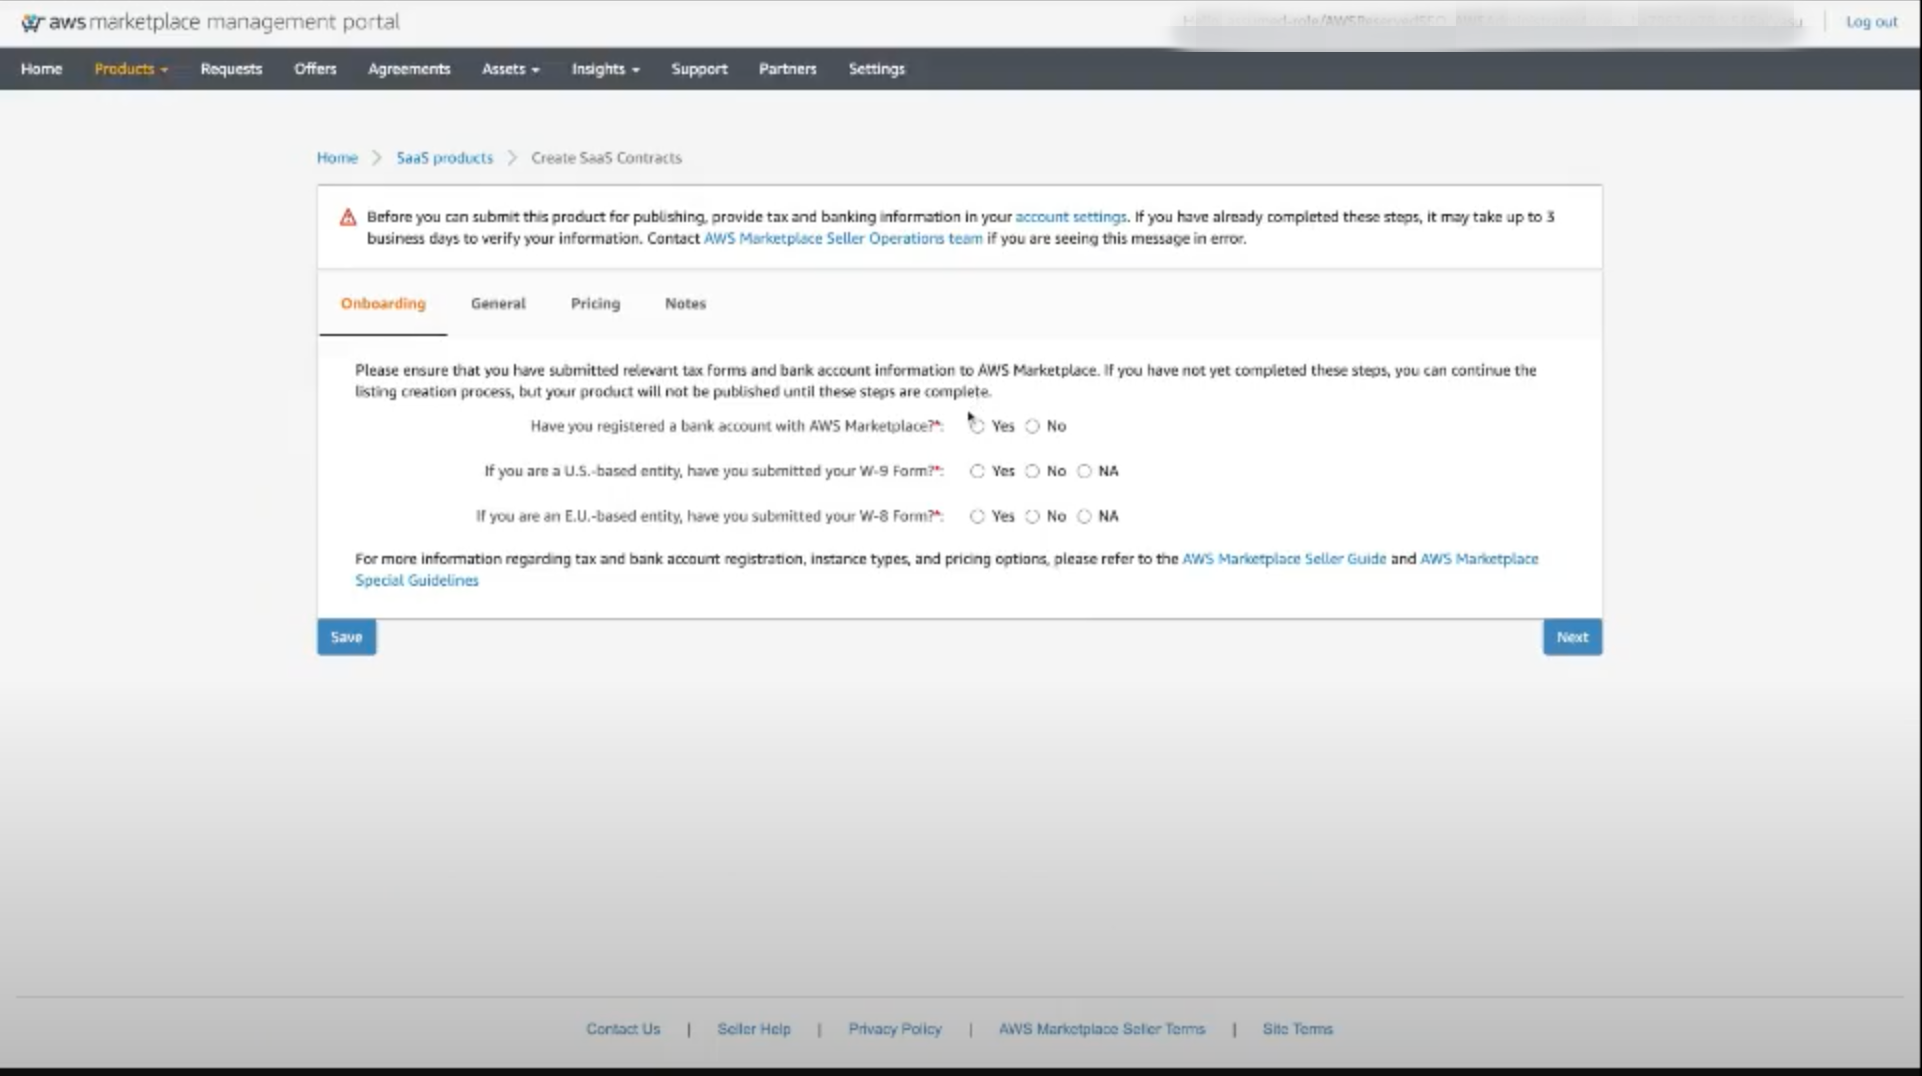 aws marketplace management portal
Log out
Home Products Requests Offers Agreements Assets Insights Support Partners Settings
Home > SaaS products > Create SaaS Contracts
Before you can submit this product for publishing, provide tax and banking information in your account settings. If you have already completed these steps, it may take up to 3
business days to verify your information. Contact AWS Marketplace Seller Operations team if you are seeing this message in error.
Onboarding General Pricing Notes
Please ensure that you have submitted relevant tax forms and bank account information to AWS Marketplace. If you have not yet completed these steps, you can continue the
listing creation process, but your product will not be published until these steps are complete.
Have you registered a bank account with AWS Marketplace?*: Yes No
If you are a U.S.-based entity, have you submitted your W-9 Form?*: Yes No NA
If you are an E.U.-based entity, have you submitted your W-8 Form?*: Yes No NA
For more information regarding tax and bank account registration, instance types, and pricing options, please refer to the AWS Marketplace Seller Guide and AWS Marketplace
Special Guidelines
Save Next
Contact Us | Seller Help | Privacy Policy | AWS Marketplace Seller Terms | Site Terms